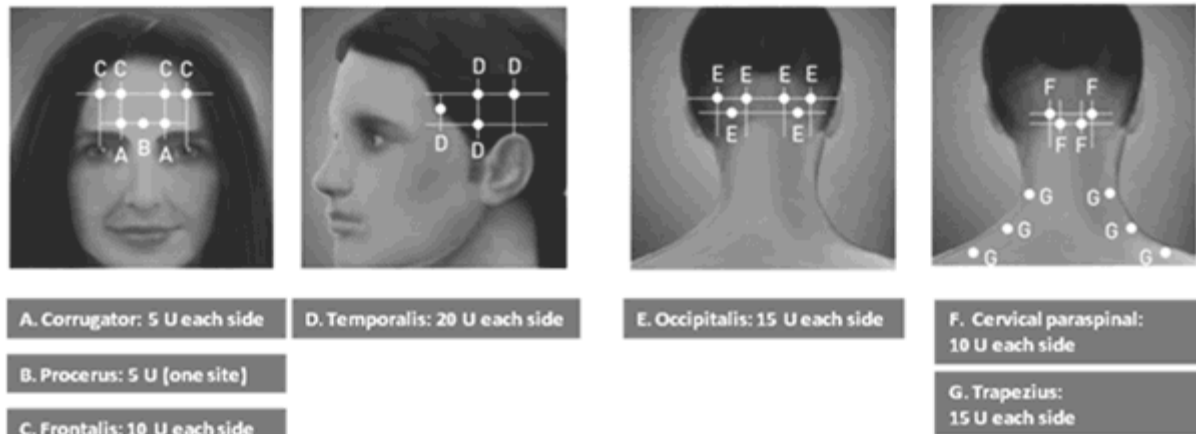 C C C C
A B A
D D
D D
E E E E
E E
F F
F F
G G
G G
G G
A. Corrugator: 5 U each side
B. Procerus: 5 U (one site)
C. Frontalis: 10 U each side
D. Temporalis: 20 U each side
E. Occipitalis: 15 U each side
F. Cervical paraspinal:
10 U each side
G. Trapezius:
15 U each side